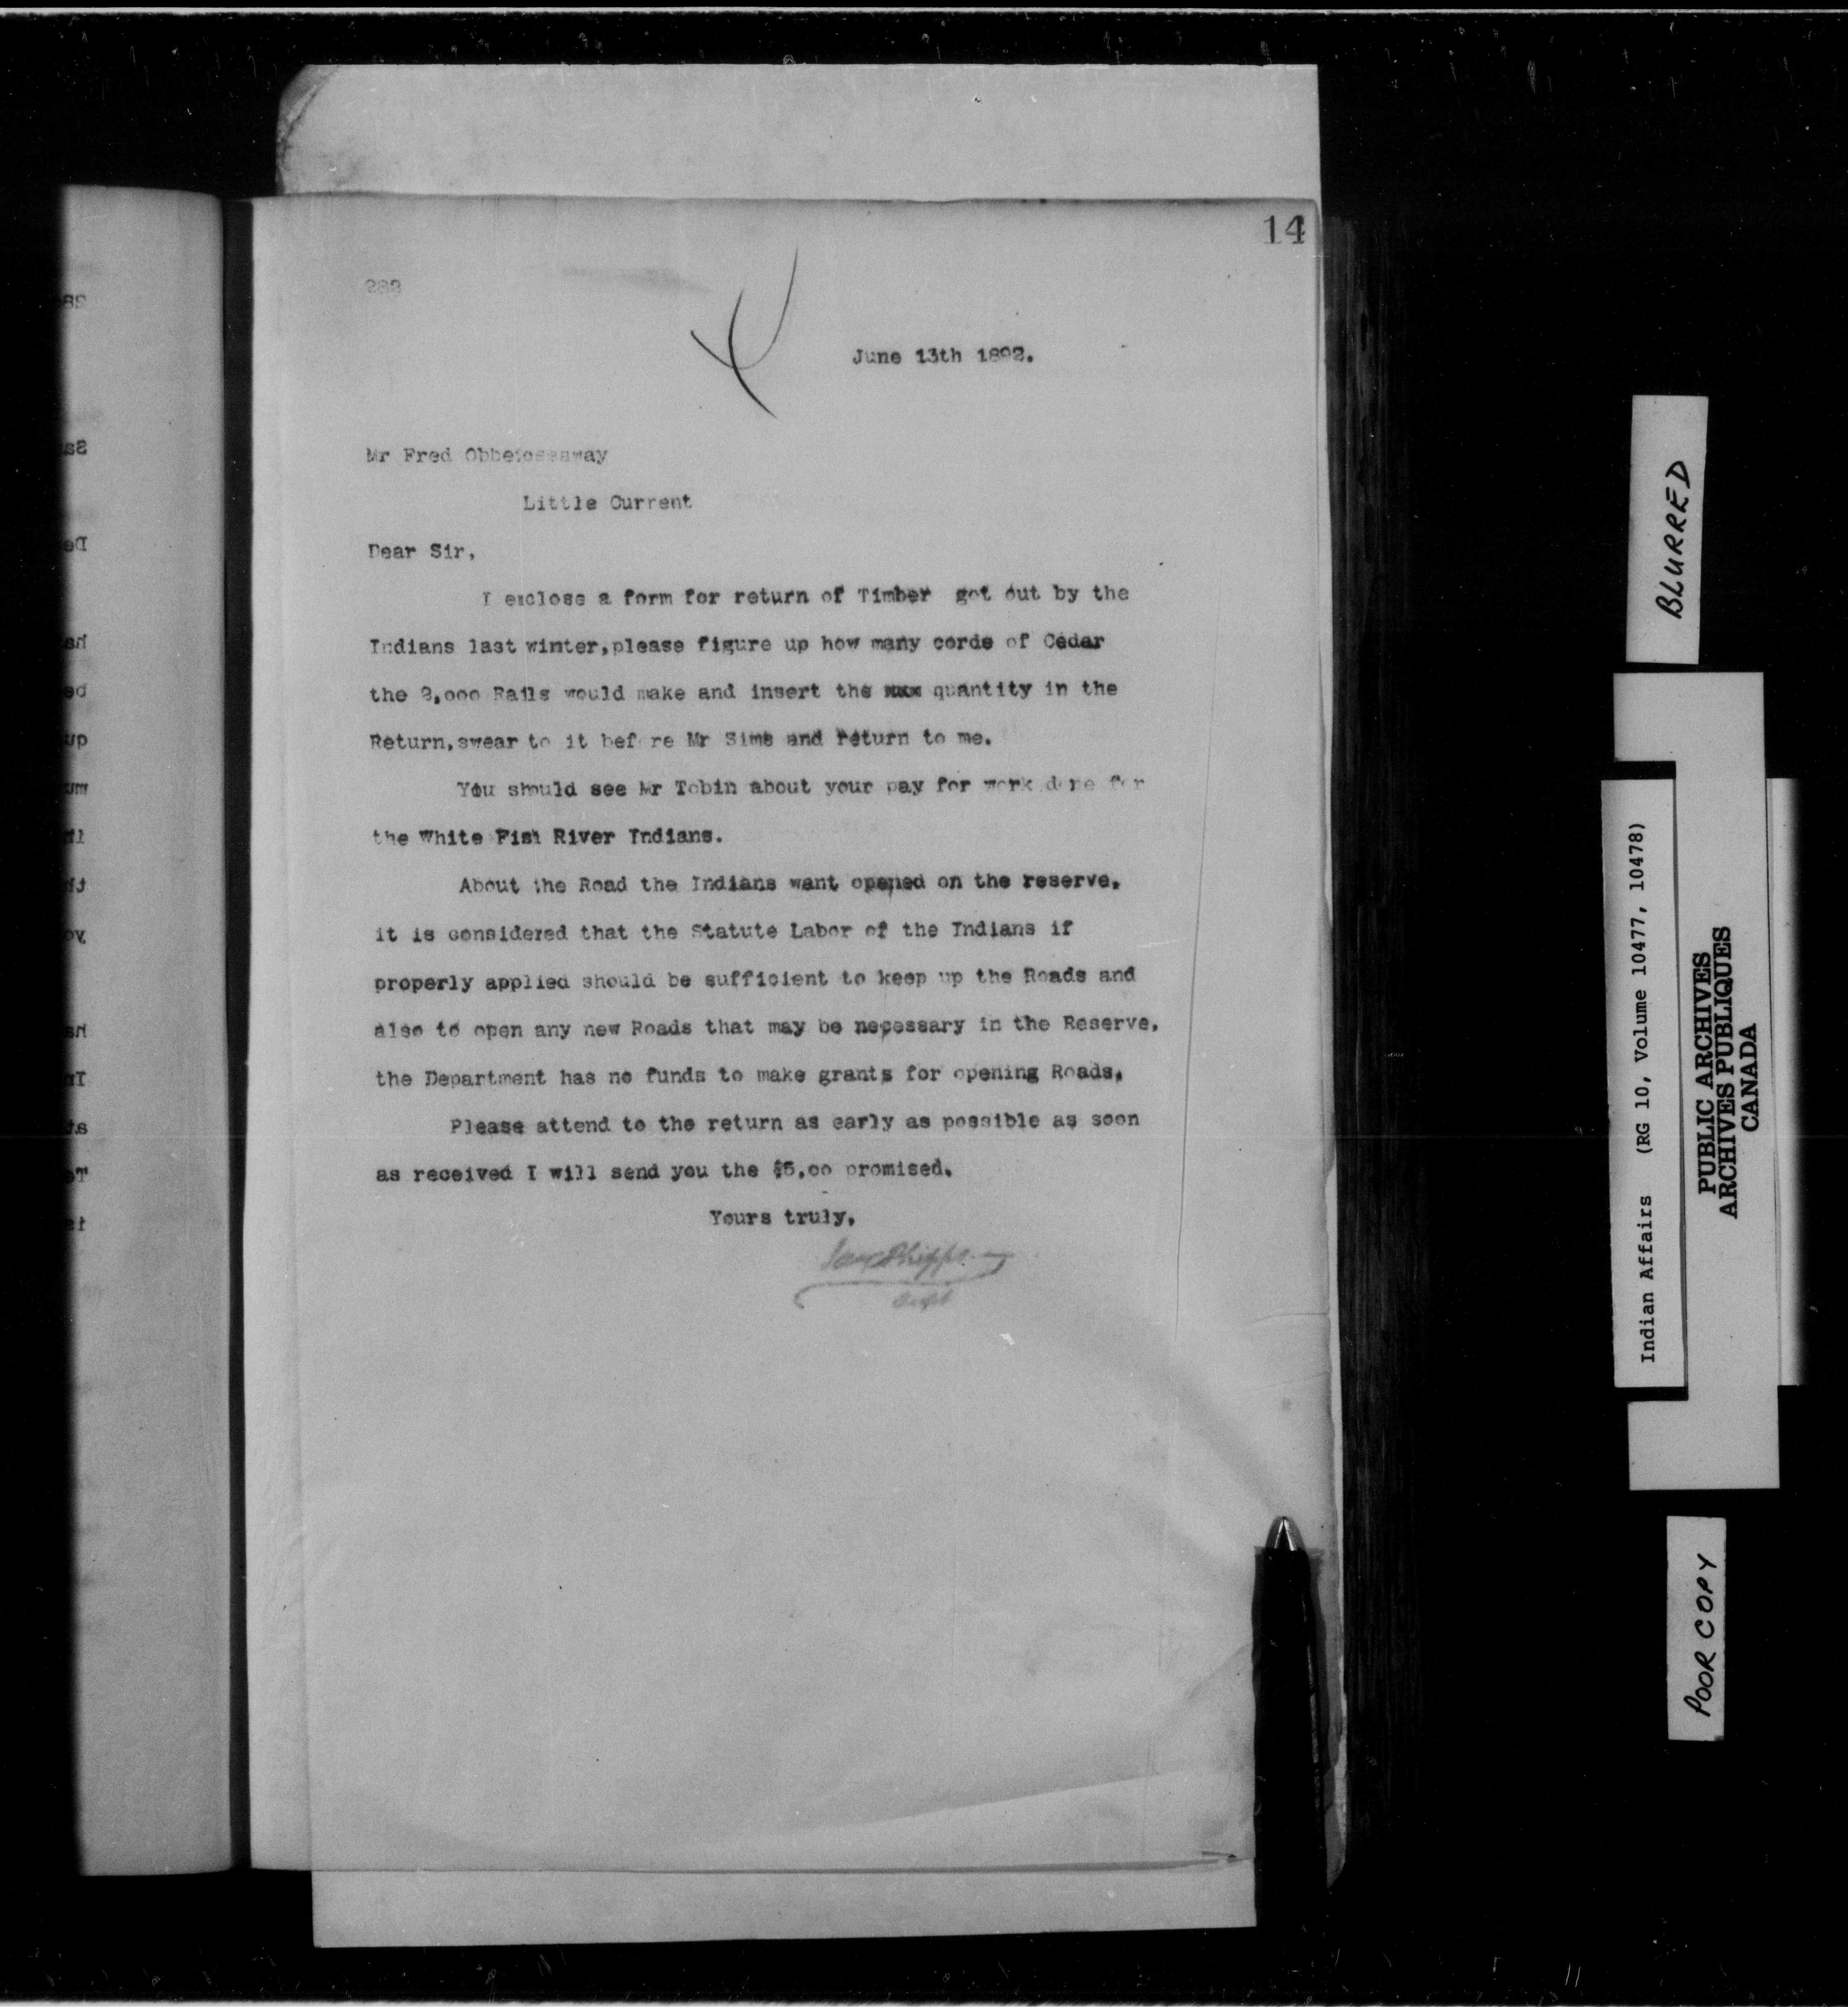 14
288
June 13th 1892.
Mr Fred
Little Current
Dear Sir,
I enclose a form for return of Timber got out by the
Indians last winter,please figure up how many cords of Cedar
the 2,000 Rails would make and insert the xxx quantity in the
Return,swear to it before Mr Sims and return to me.
You should see Mr Tobin about your pay for work done for
the White Fish River Indians.
About the Road the Indians want opened on the reserve,
it is considered that the Statute Labor of the Indians if
properly applied should be sufficient to keep up the Roads and
also to open any new Roads that may be necessary in the Reserve,
the Department has no funds to make grants for opening Roads.
Please attend to the return as early as possible as soon
as received I will send you the $5.00 promised.
Yours truly,
Phipps
Supt
BLURRED
Indian Affairs (RG 10, Volume 10477, 10478)
PUBLIC ARCHIVES
ARCHIVES PUBLIQUES
CANADA
POOR COPY